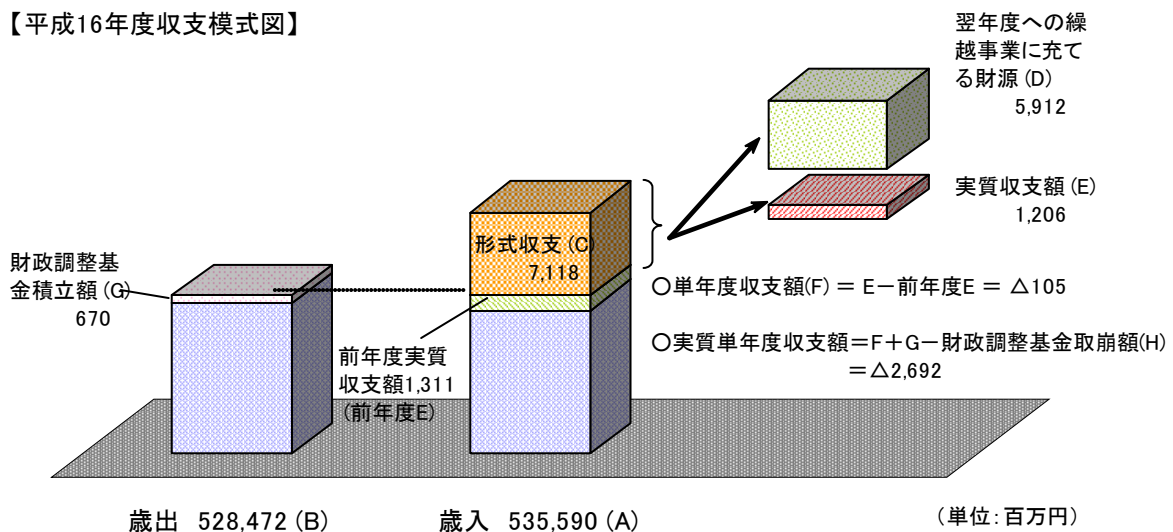 【平成16年度収支模式図】
翌年度への繰
越事業に充て
る財源(D)
5,912
実質収支額(E)
1,206
形式収支(C)
7,118
財政調整基
金積立額(G)
670
○単年度収支額(F) = E－前年度E = △105
○実質単年度収支額＝F＋G－財政調整基金取崩額(H)
＝△2,692
前年度実質
収支額1,311
(前年度E)
歳出 528,472(B)
歳入 535,590(A)
(単位:百万円)